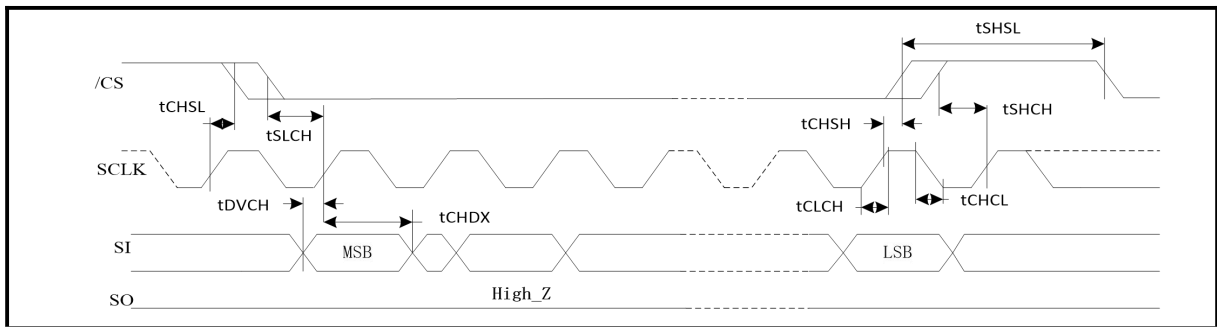 tSHSL
/CS
tCHSL
tSLCH
tCHSH
tSHCH
SCLK
tDVCH
tCHDX
tCLCH
tCHCL
SI
MSB
LSB
SO
High_Z